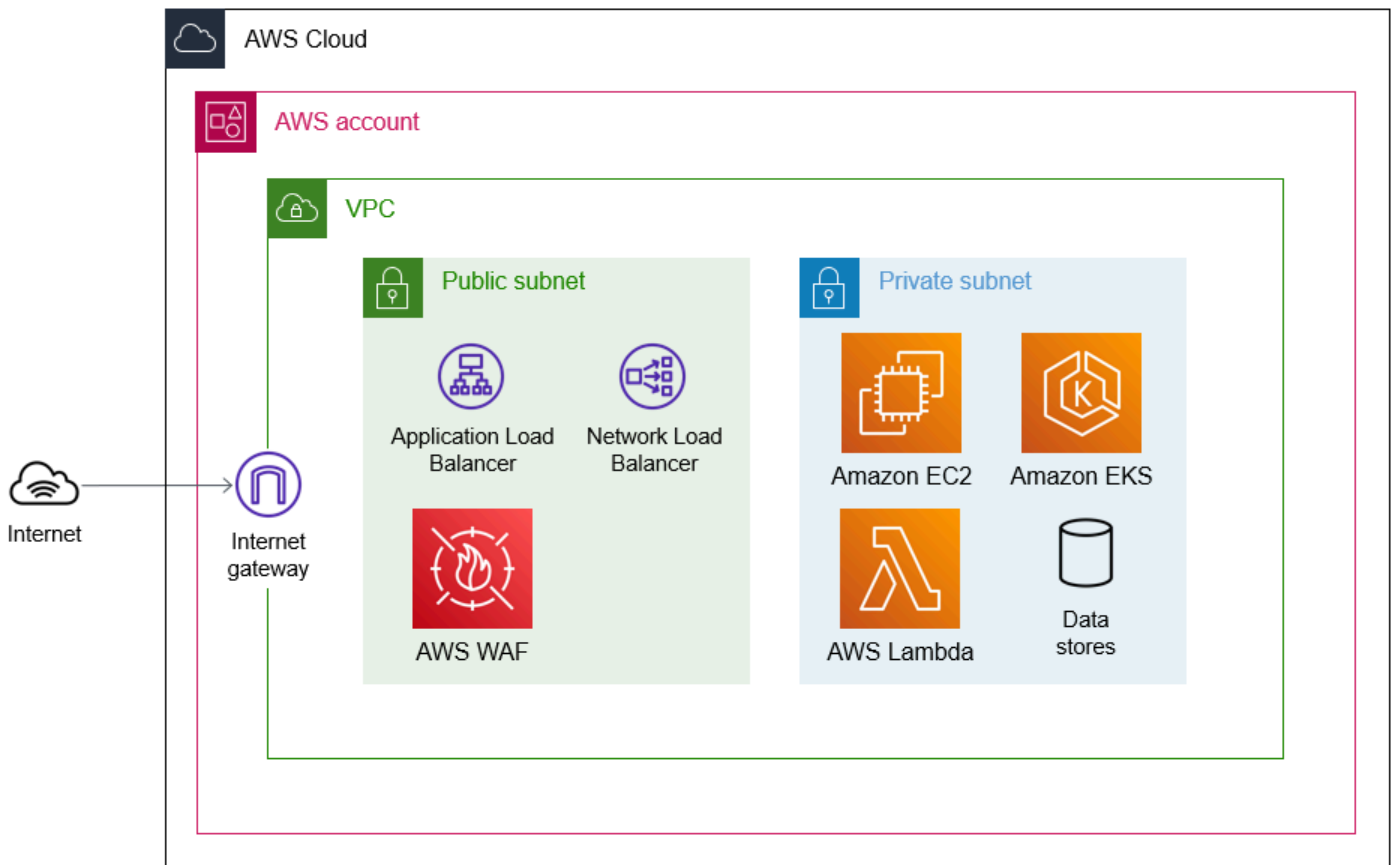 AWS Cloud
AWS account
VPC
Public subnet
Private subnet
Application Load
Balancer
Network Load
Balancer
K
Amazon EC2
Amazon EKS
Internet
Internet
gateway
AWS WAF
AWS Lambda
Data
stores